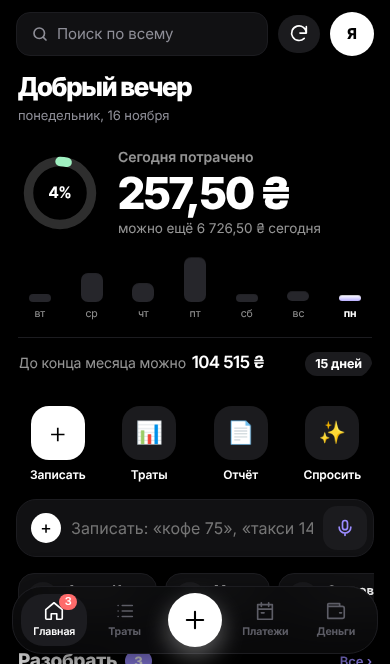 Поиск по всему
Я
Добрый вечер
понедельник, 16 ноября
4%
Сегодня потрачено
257,50 ₴
можно ещё 6 726,50 ₴ сегодня
вт ср чт пт сб вс пн
До конца месяца можно 104 515 ₴
15 дней
Записать Траты Отчёт Спросить
Записать: «кофе 75», «такси 14
3
Главная Траты Платежи Деньги
Разобрать 3 Все ›